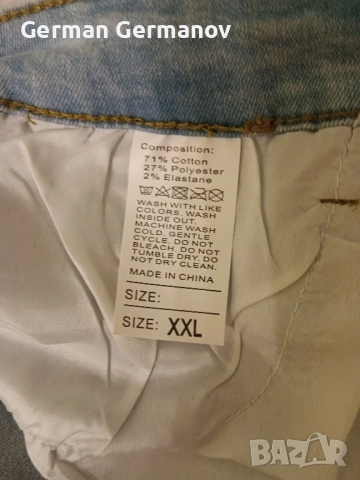 German Germanov
Composition:
71% Cotton
27% Polyester
2% Elastane
WASH WITH LIKE
COLORS. WASH
INSIDE OUT.
MACHINE WASH
COLD. GENTLE
CYCLE. DO NOT
BLEACH. DO NOT
TUMBLE DRY. DO
NOT DRY CLEAN.
MADE IN CHINA
SIZE:
SIZE: XXL
BAZAR